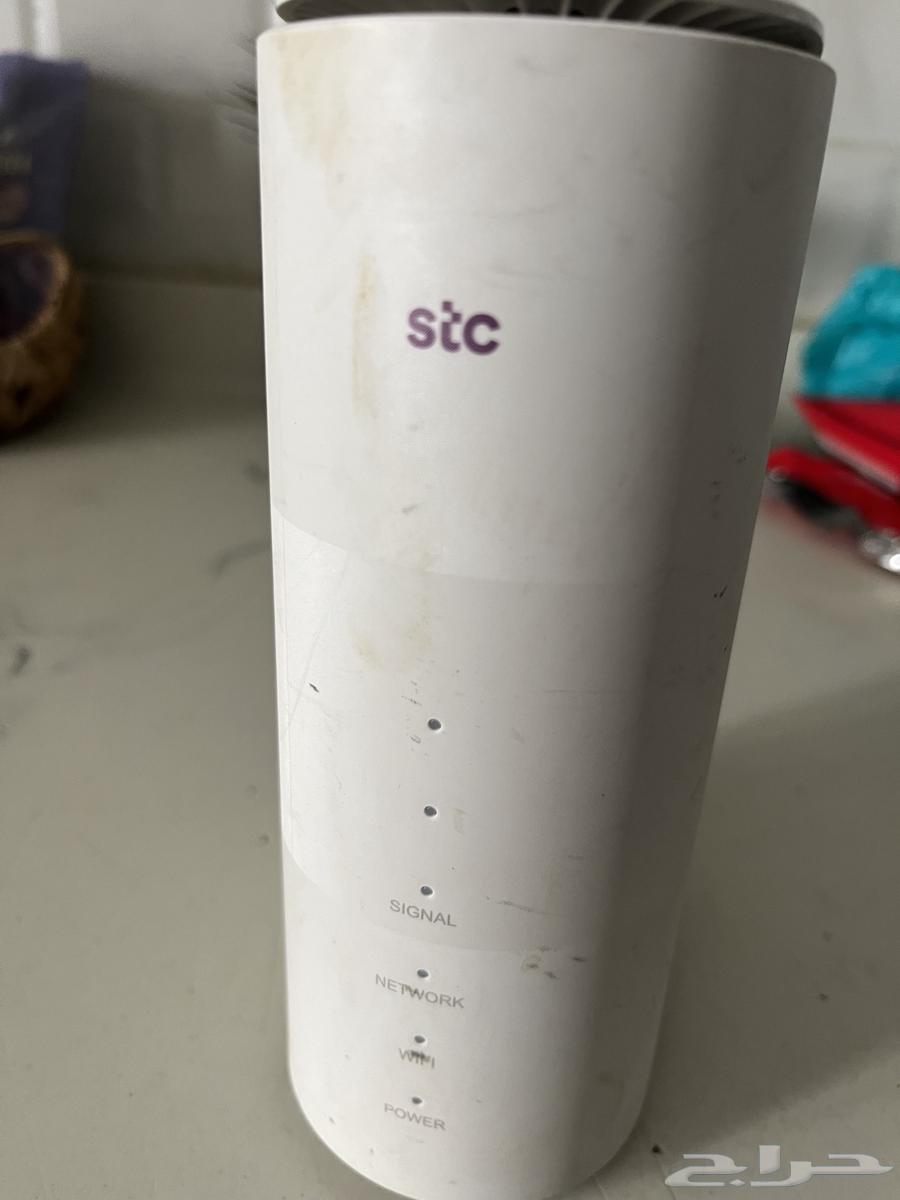 stc
SIGNAL
NETWORK
WIFI
POWER
حراج